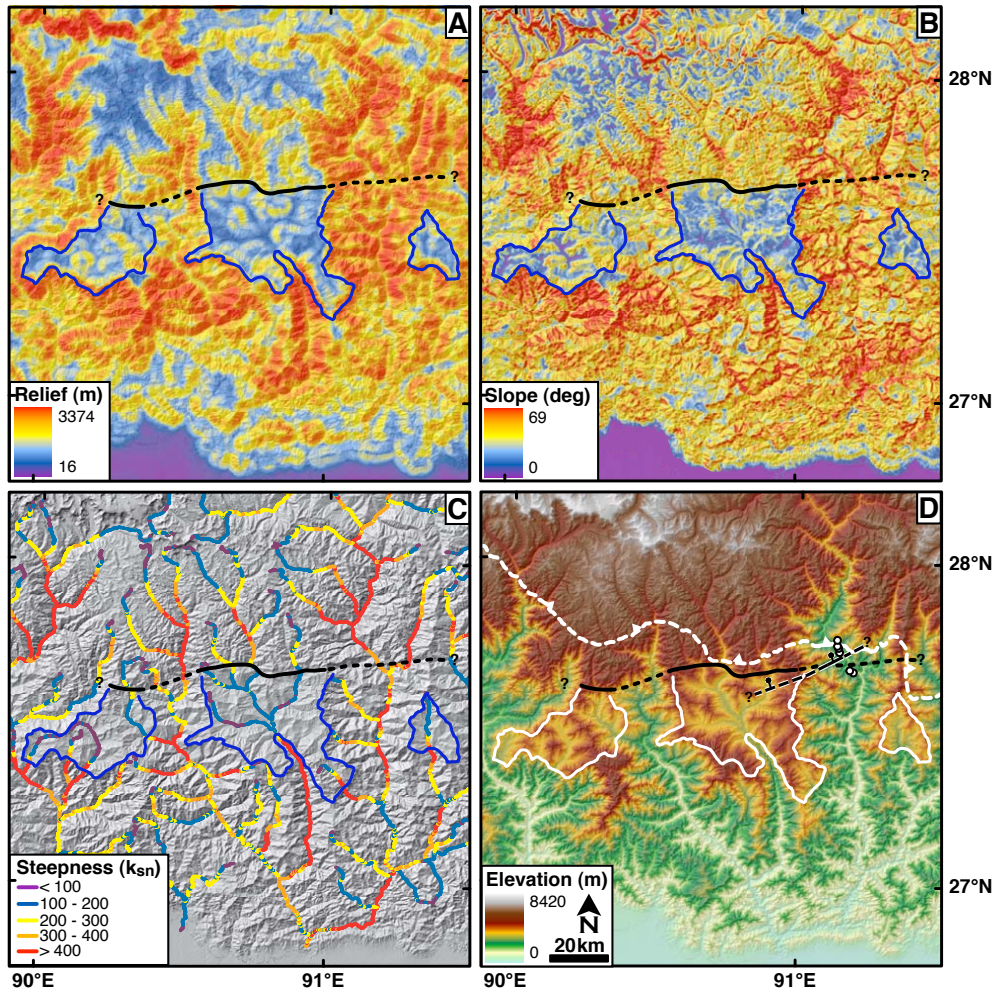 A
?
?
Relief (m)
3374
16
B
?
?
Slope (deg)
69
0
28°N
27°N
C
?
?
Steepness (ksn)
< 100
100 - 200
200 - 300
300 - 400
> 400
90°E
91°E
D
?
?
?
?
Elevation (m)
8420
0
N
20km
28°N
27°N
90°E
91°E